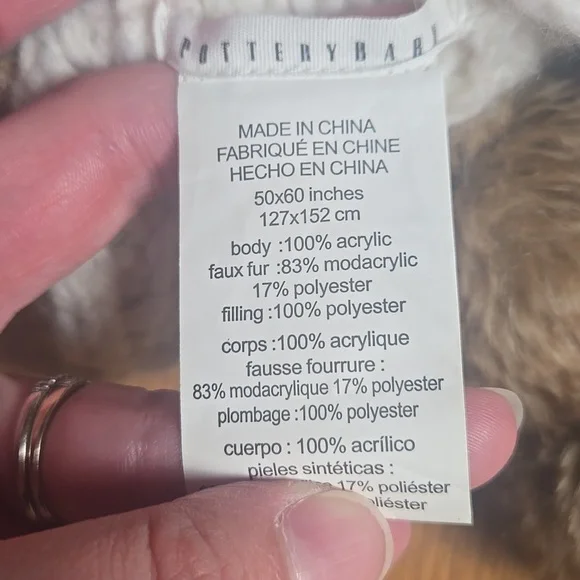 POTTERYBAR
MADE IN CHINA
FABRIQUÉ EN CHINE
HECHO EN CHINA
50x60 inches
127x152 cm
body :100% acrylic
faux fur :83% modacrylic
17% polyester
filling :100% polyester
corps :100% acrylique
fausse fourrure :
83% modacrylique 17% polyester
plombage :100% polyester
cuerpo : 100% acrílico
pieles sintéticas :
17% poliéster